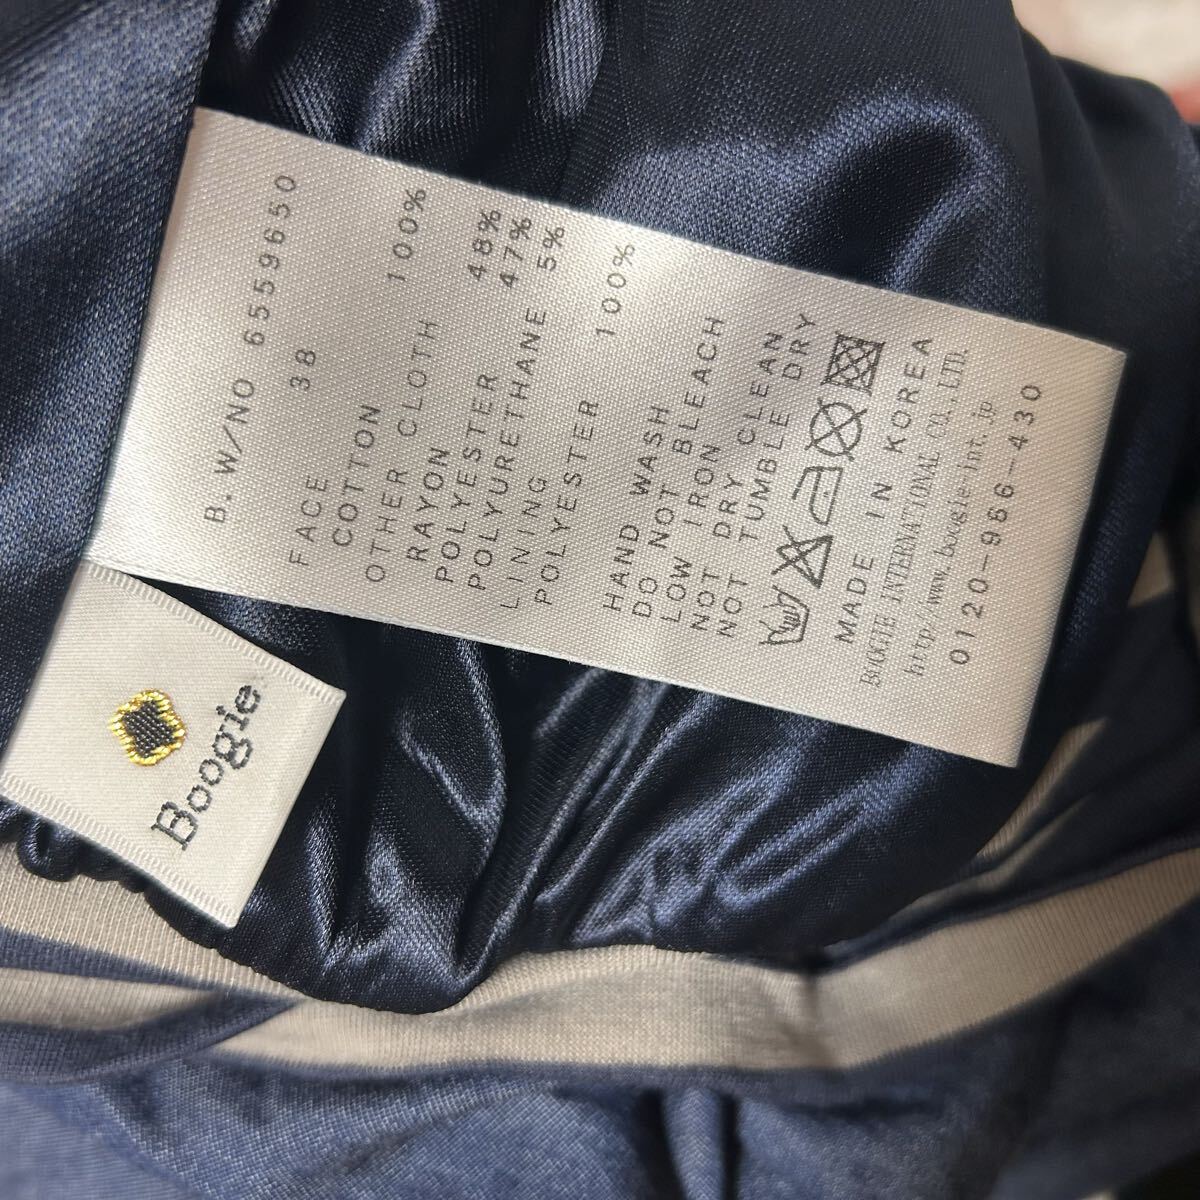 B.W/NO 6559650
38
FACE
COTTON 100%
OTHER CLOTH
RAYON 48%
POLYESTER 47%
POLYURETHANE 5%
LINING
POLYESTER 100%
HAND WASH
DO NOT BLEACH
LOW IRON
NOT DRY CLEAN
NOT TUMBLE DRY
MADE IN KOREA
BOOGIE INTERNATIONAL CO.,LTD.
http/www.boogie-int.jp
0120-966-430
Boogie